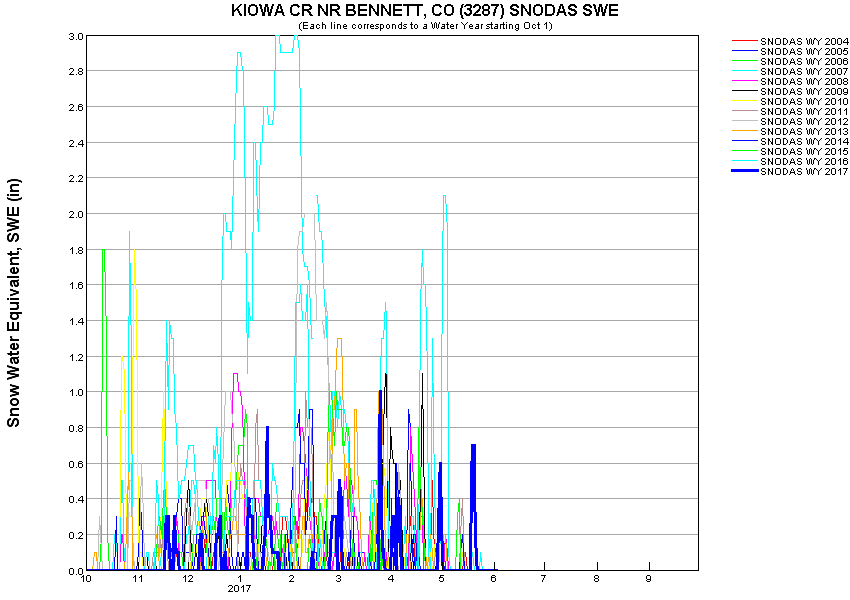 KIOWA CR NR BENNETT, CO (3287) SNODAS SWE
(Each line corresponds to a Water Year starting Oct 1)
Snow Water Equivalent, SWE (in)
3.0
2.8
2.6
2.4
2.2
2.0
1.8
1.6
1.4
1.2
1.0
0.8
0.6
0.4
0.2
0.0
10 11 12 1 2 3 4 5 6 7 8 9
2017
SNODAS WY 2004
SNODAS WY 2005
SNODAS WY 2006
SNODAS WY 2007
SNODAS WY 2008
SNODAS WY 2009
SNODAS WY 2010
SNODAS WY 2011
SNODAS WY 2012
SNODAS WY 2013
SNODAS WY 2014
SNODAS WY 2015
SNODAS WY 2016
SNODAS WY 2017